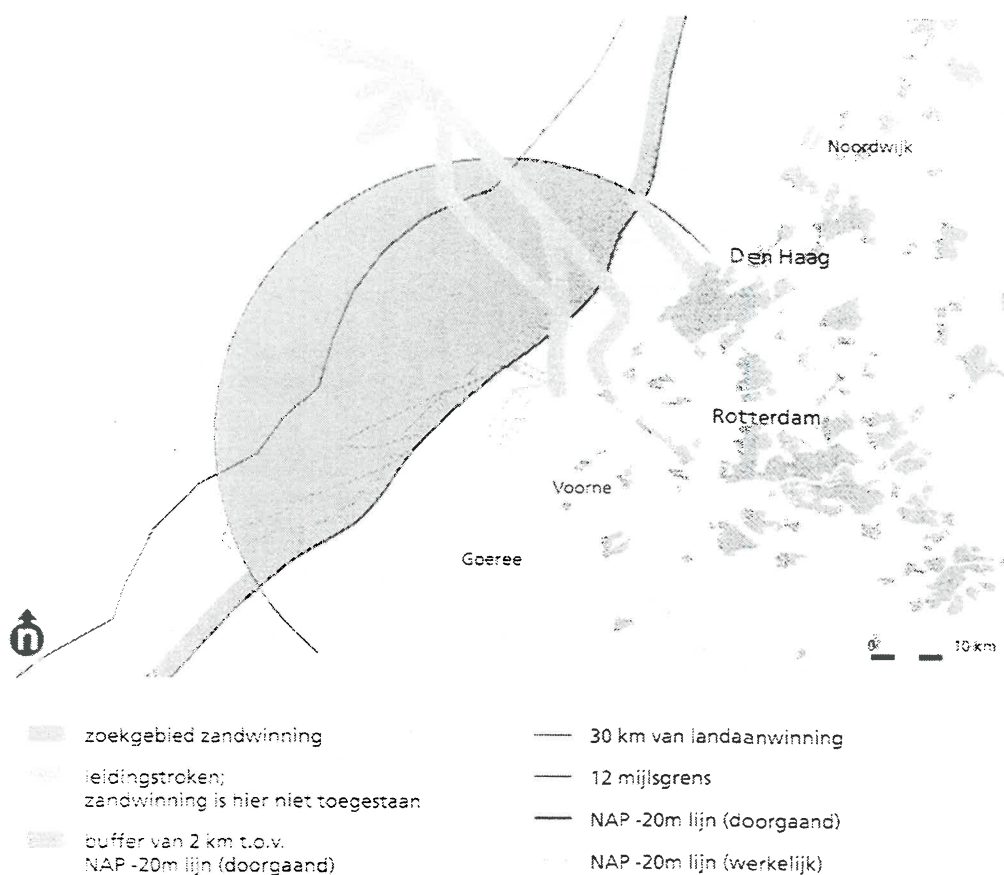 Noordwijk
Den Haag
Rotterdam
Voorne
Goeree
n
0 10 km
zoekgebied zandwinning
leidingstroken;
zandwinning is hier niet toegestaan
buffer van 2 km t.o.v.
NAP -20m lijn (doorgaand)
30 km van landaanwinning
12 mijlsgrens
NAP -20m lijn (doorgaand)
NAP -20m lijn (werkelijk)